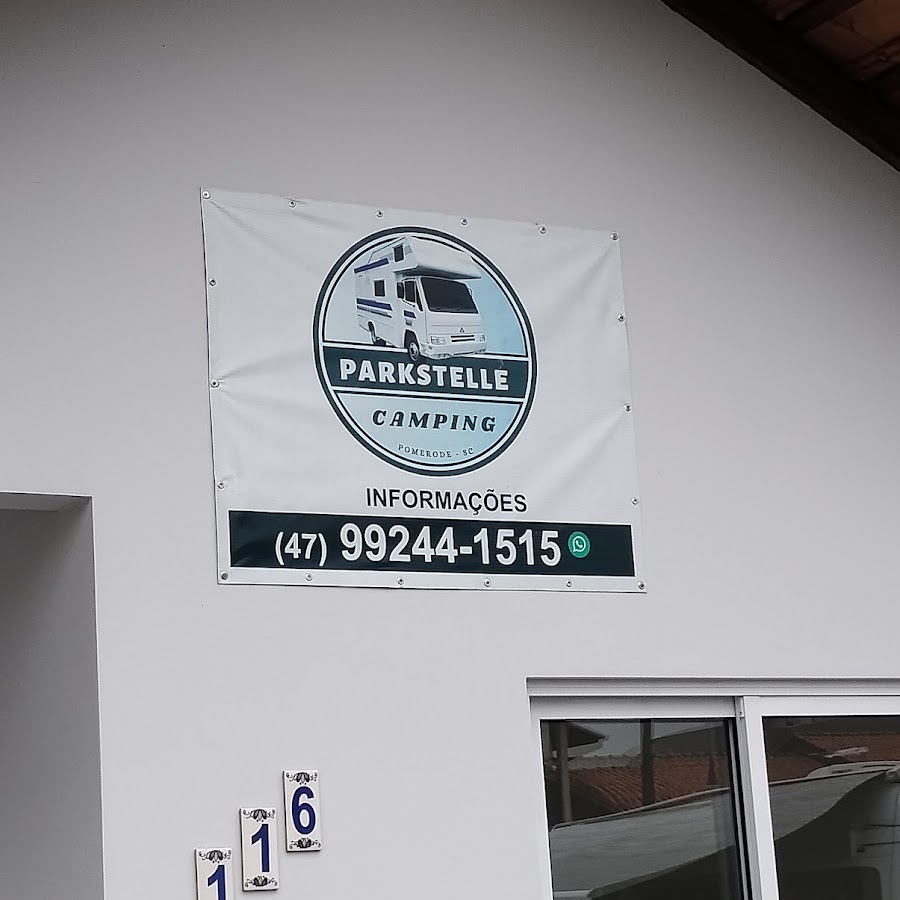 PARKSTELLE
CAMPING
POMERODE - SC
INFORMAÇÕES
(47) 99244-1515
116